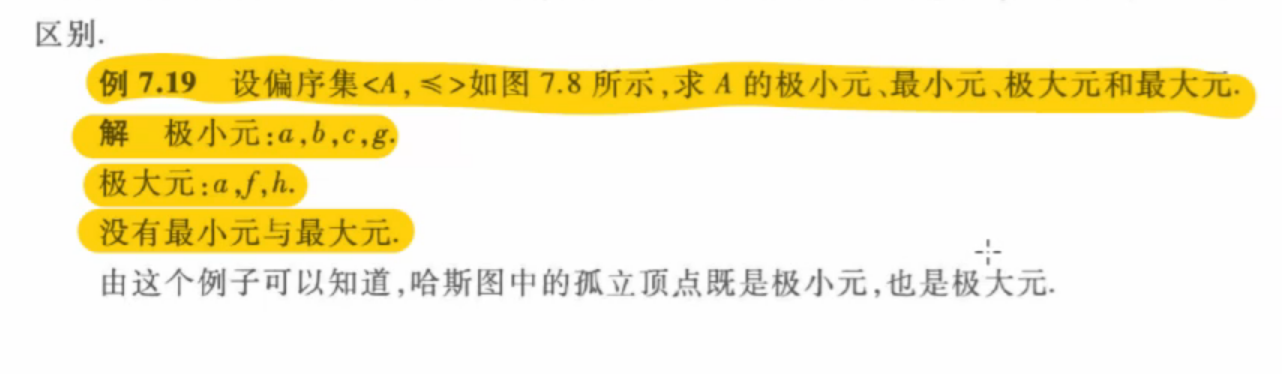 区别.
例 7.19 设偏序集<A,≤>如图 7.8 所示,求 A 的极小元、最小元、极大元和最大元.
解 极小元:a,b,c,g.
极大元:a,f,h.
没有最小元与最大元.
由这个例子可以知道,哈斯图中的孤立顶点既是极小元,也是极大元.